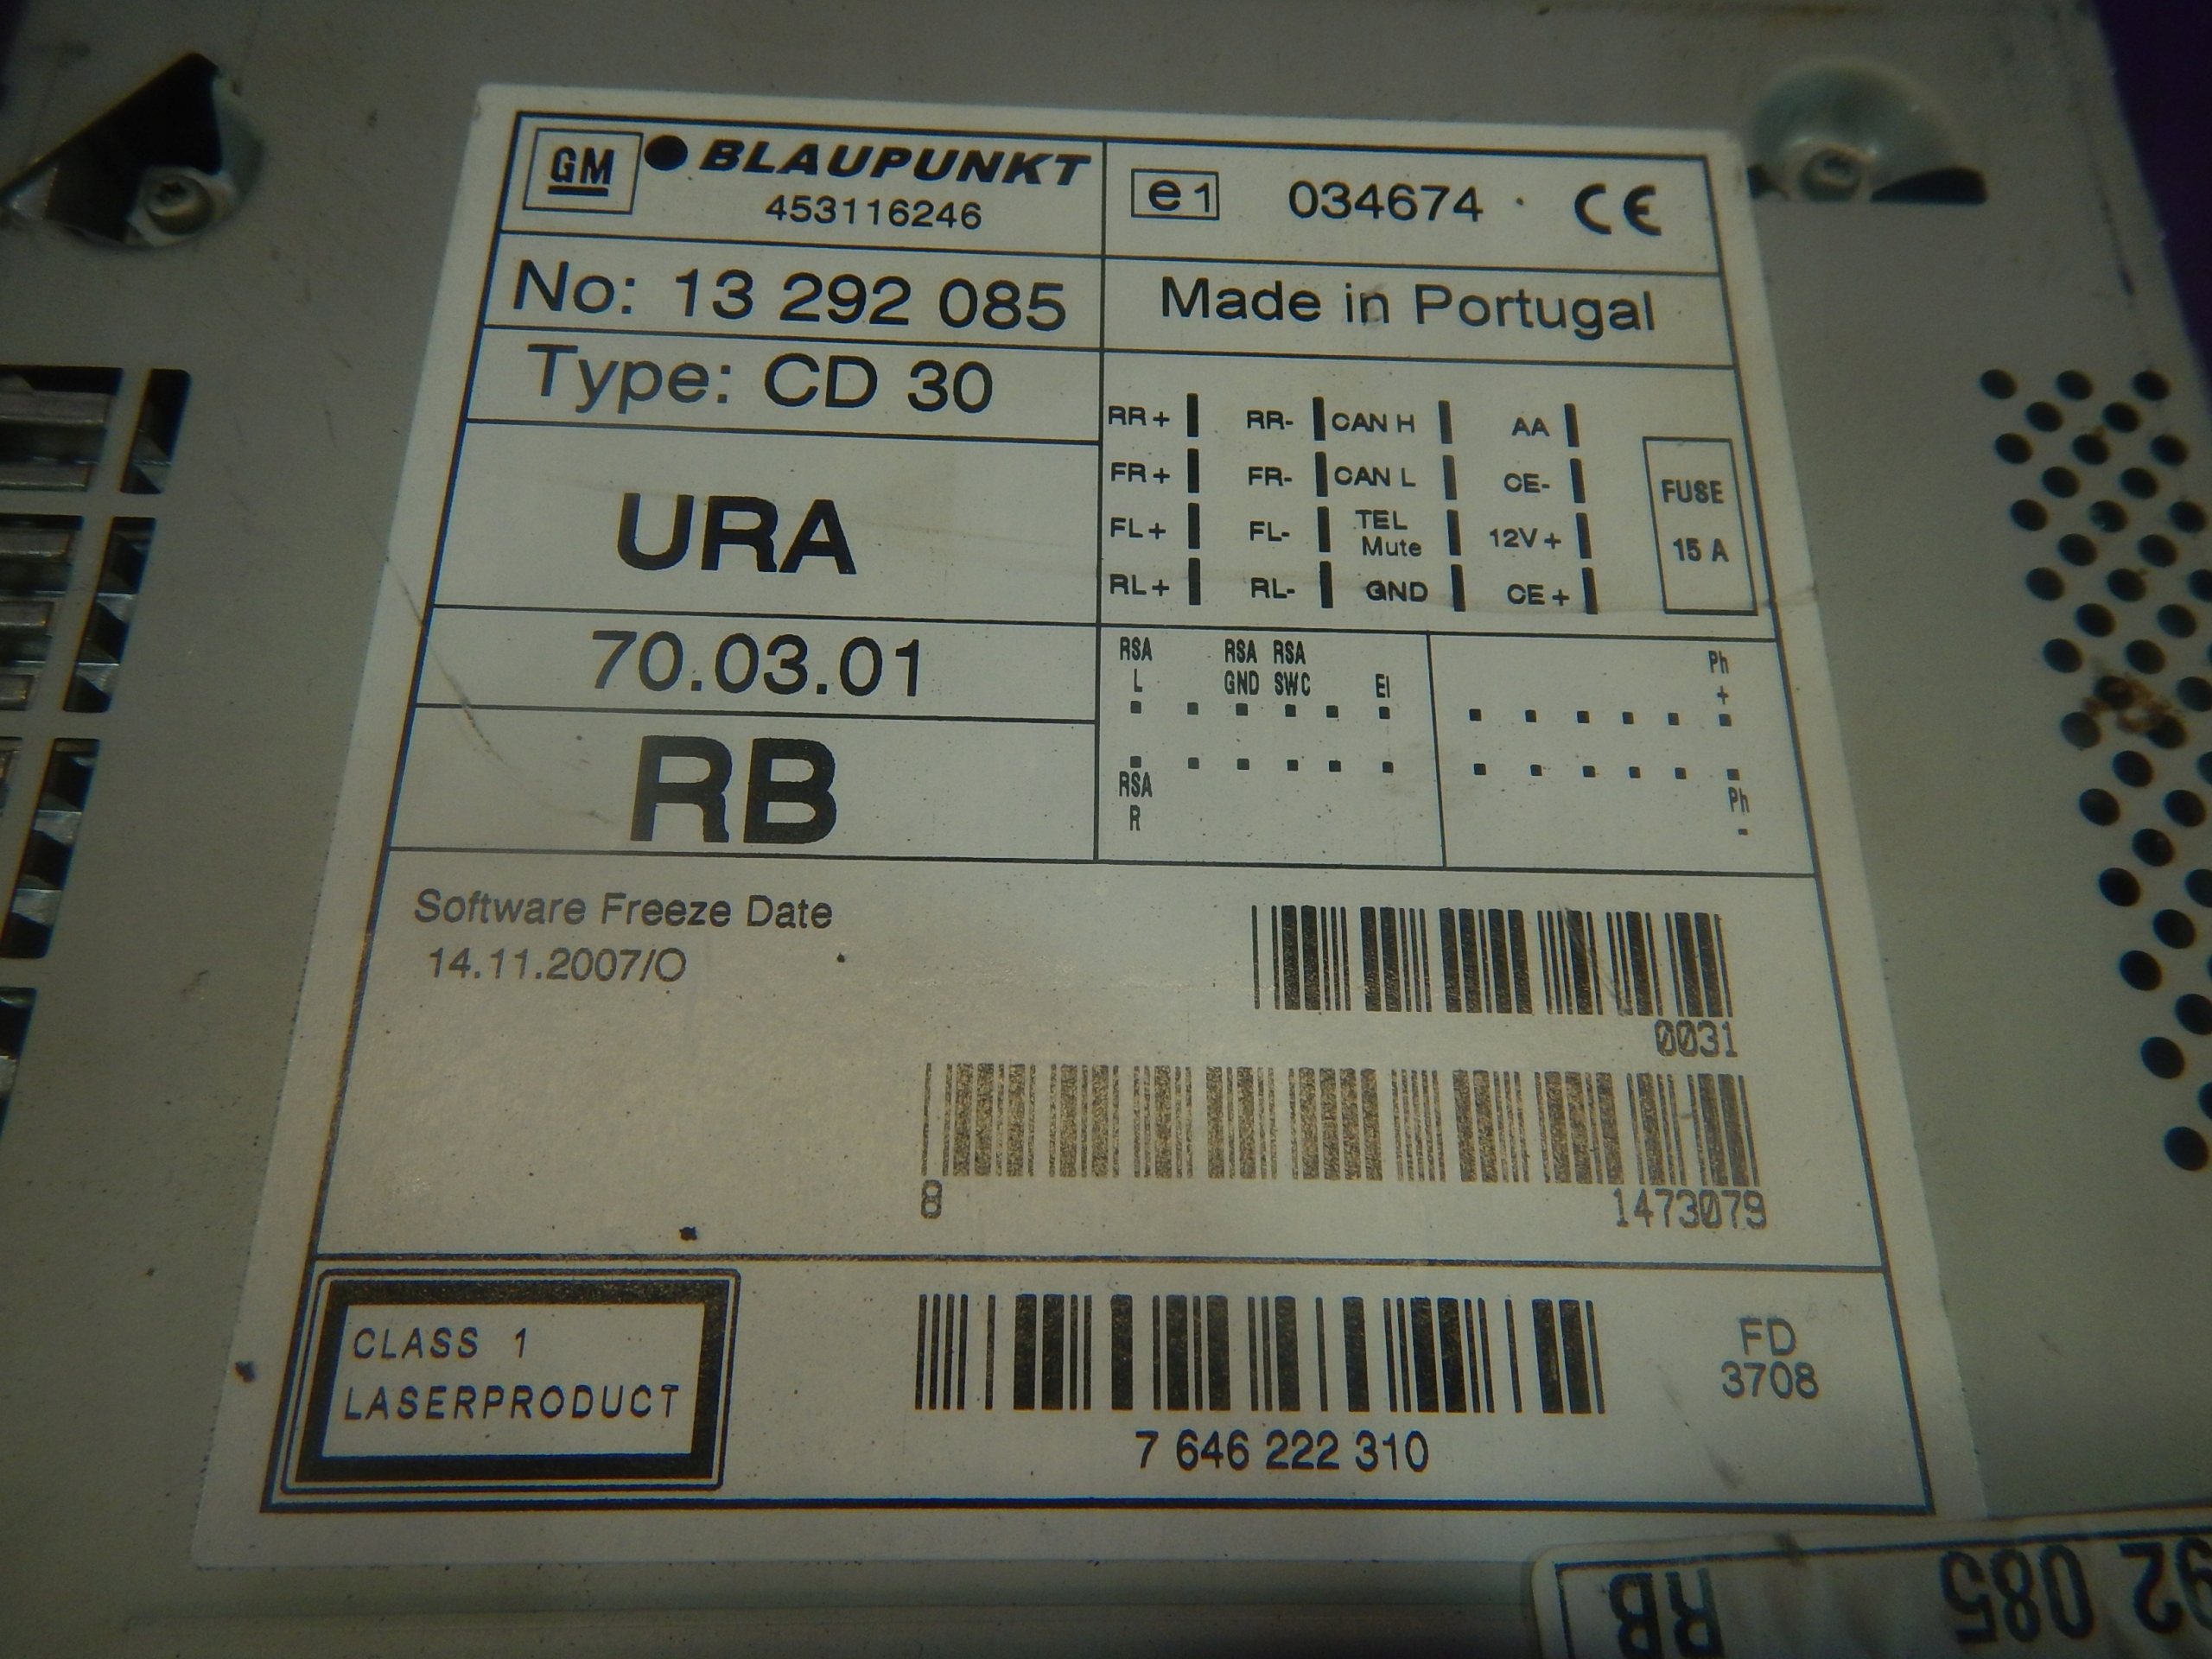 GM BLAUPUNKT
453116246
e1 034674 CE
No: 13 292 085
Made in Portugal
Type: CD 30
URA
70.03.01
RB
RR+ RR- CAN H AA
FR+ FR- CAN L CE-
FL+ FL- TEL Mute 12V+
RL+ RL- GND CE+
FUSE
15 A
RSA L RSA GND RSA SWC EI Ph +
RSA R Ph -
Software Freeze Date
14.11.2007/O
0031
8 1473079
CLASS 1
LASERPRODUCT
7 646 222 310
FD
3708
92 085
RB